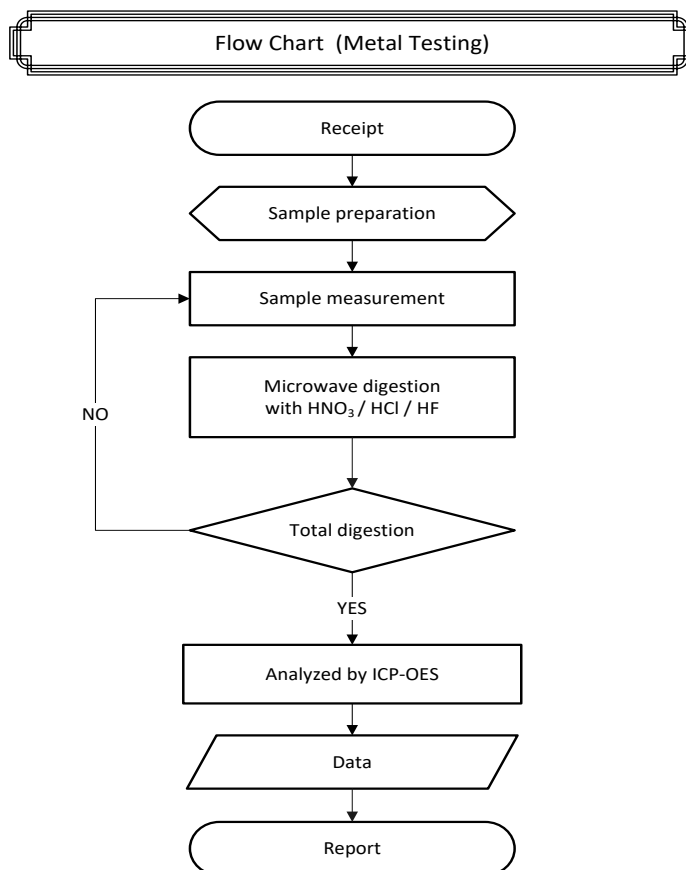 Flow Chart  (Metal Testing)
Receipt
Sample preparation
Sample measurement
Microwave digestion
with HNO₃ / HCl / HF
NO
Total digestion
YES
Analyzed by ICP-OES
Data
Report